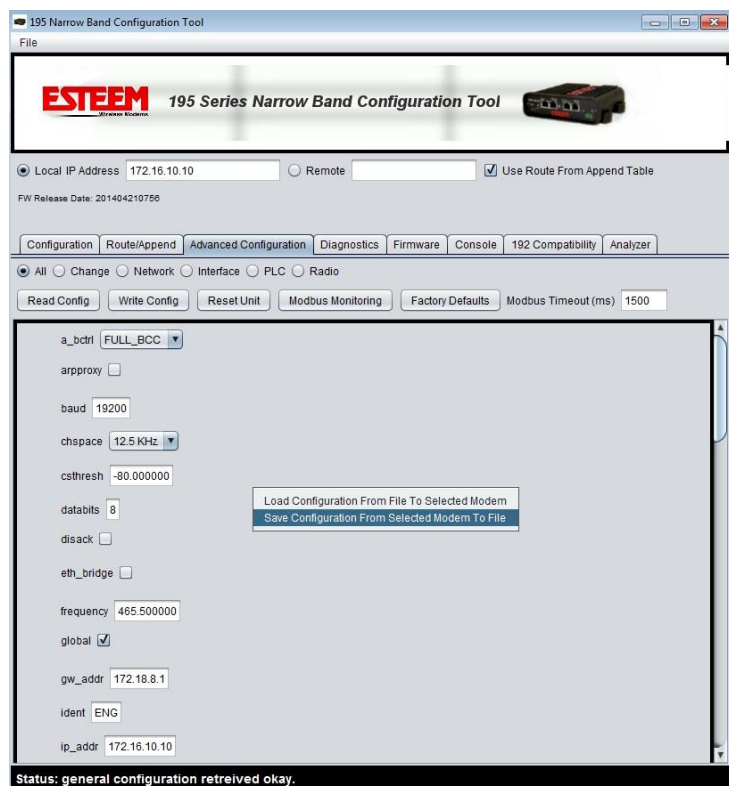 195 Narrow Band Configuration Tool
File
ESTEEM 195 Series Narrow Band Configuration Tool
Wireless Modems
Local IP Address 172.16.10.10 Remote Use Route From Append Table
FW Release Date: 201404210756
Configuration Route/Append Advanced Configuration Diagnostics Firmware Console 192 Compatibility Analyzer
All Change Network Interface PLC Radio
Read Config Write Config Reset Unit Modbus Monitoring Factory Defaults Modbus Timeout (ms) 1500
a_bctrl FULL_BCC
arpproxy
baud 19200
chspace 12.5 KHz
csthresh -80.000000
Load Configuration From File To Selected Modem
databits 8
Save Configuration From Selected Modem To File
disack
eth_bridge
frequency 465.500000
global
gw_addr 172.18.8.1
ident ENG
ip_addr 172.16.10.10
Status: general configuration retreived okay.